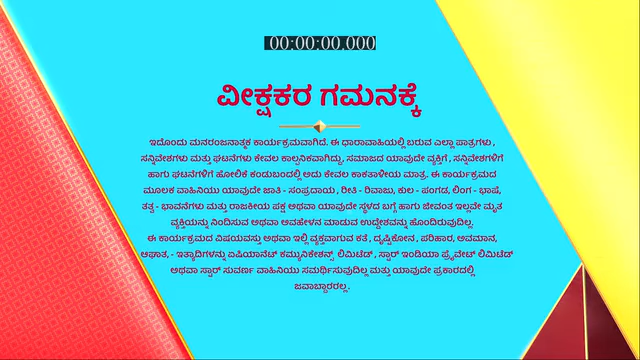 00:00:00.000
ವೀಕ್ಷಕರ ಗಮನಕ್ಕೆ
ಇದೊಂದು ಮನರಂಜನಾತ್ಮಕ ಕಾರ್ಯಕ್ರಮವಾಗಿದೆ. ಈ ಧಾರಾವಾಹಿಯಲ್ಲಿ ಬರುವ ಎಲ್ಲಾ ಪಾತ್ರಗಳು,
ಸನ್ನಿವೇಶಗಳು ಮತ್ತು ಘಟನೆಗಳು ಕೇವಲ ಕಾಲ್ಪನಿಕವಾಗಿದ್ದು, ಸಮಾಜದ ಯಾವುದೇ ವ್ಯಕ್ತಿಗೆ, ಸನ್ನಿವೇಶಗಳಿಗೆ
ಹಾಗು ಘಟನೆಗಳಿಗೆ ಹೋಲಿಕೆ ಕಂಡುಬಂದಲ್ಲಿ ಅದು ಕೇವಲ ಕಾಕತಾಳೀಯ ಮಾತ್ರ. ಈ ಕಾರ್ಯಕ್ರಮದ
ಮೂಲಕ ವಾಹಿನಿಯು ಯಾವುದೇ ಜಾತಿ - ಸಂಪ್ರದಾಯ, ರೀತಿ - ರಿವಾಜು, ಕುಲ - ಪಂಗಡ, ಲಿಂಗ - ಭಾಷೆ,
ತತ್ವ - ಭಾವನೆಗಳು ಮತ್ತು ರಾಜಕೀಯ ಪಕ್ಷ ಅಥವಾ ಯಾವುದೇ ಸ್ಥಳದ ಬಗ್ಗೆ ಹಾಗು ಜೀವಂತ ಇಲ್ಲವೇ ಮೃತ
ವ್ಯಕ್ತಿಯನ್ನು ನಿಂದಿಸುವ ಅಥವಾ ಅವಹೇಳನ ಮಾಡುವ ಉದ್ದೇಶವನ್ನು ಹೊಂದಿರುವುದಿಲ್ಲ.
ಈ ಕಾರ್ಯಕ್ರಮದ ವಿಷಯವಸ್ತು ಅಥವಾ ಇಲ್ಲಿ ವ್ಯಕ್ತವಾಗುವ ಕತೆ, ದೃಷ್ಟಿಕೋನ, ಪರಿಹಾರ, ಅವಮಾನ,
ಆಘಾತ, - ಇತ್ಯಾದಿಗಳನ್ನು ಏಷಿಯಾನೆಟ್ ಕಮ್ಯುನಿಕೇಶನ್ಸ್ ಲಿಮಿಟೆಡ್, ಸ್ಟಾರ್ ಇಂಡಿಯಾ ಪ್ರೈವೇಟ್ ಲಿಮಿಟೆಡ್
ಅಥವಾ ಸ್ಟಾರ್ ಸುವರ್ಣ ವಾಹಿನಿಯು ಸಮರ್ಥಿಸುವುದಿಲ್ಲ ಮತ್ತು ಯಾವುದೇ ಪ್ರಕಾರದಲ್ಲಿ
ಜವಾಬ್ದಾರರಲ್ಲ.